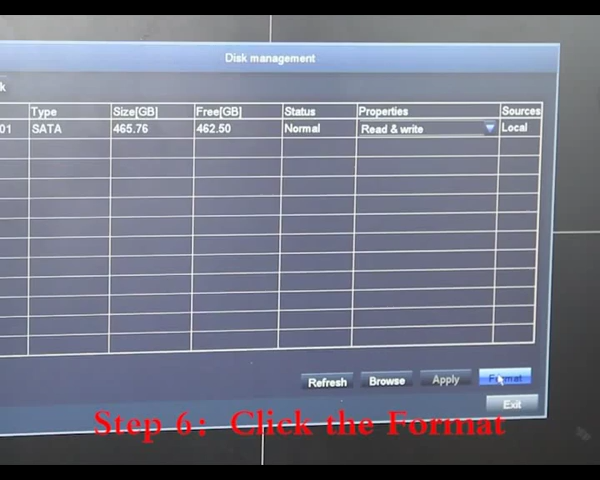 Disk management
k
Type Size[GB] Free[GB] Status Properties Sources
01 SATA 465.76 462.50 Normal Read & write Local
Refresh Browse Apply Format
Exit
Step 6: Click the Format